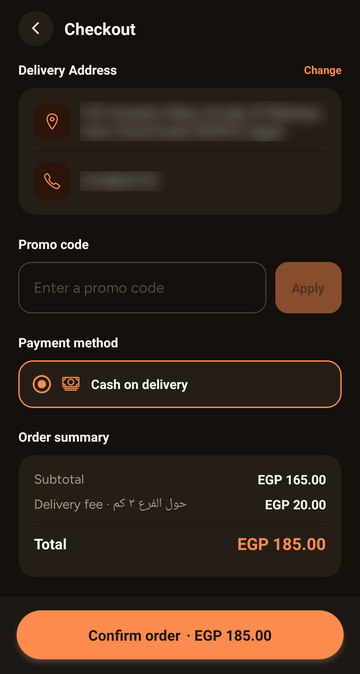 Checkout
Delivery Address
Change
Promo code
Enter a promo code
Apply
Payment method
Cash on delivery
Order summary
Subtotal
EGP 165.00
Delivery fee · حول الفرع ٣ كم
EGP 20.00
Total
EGP 185.00
Confirm order · EGP 185.00